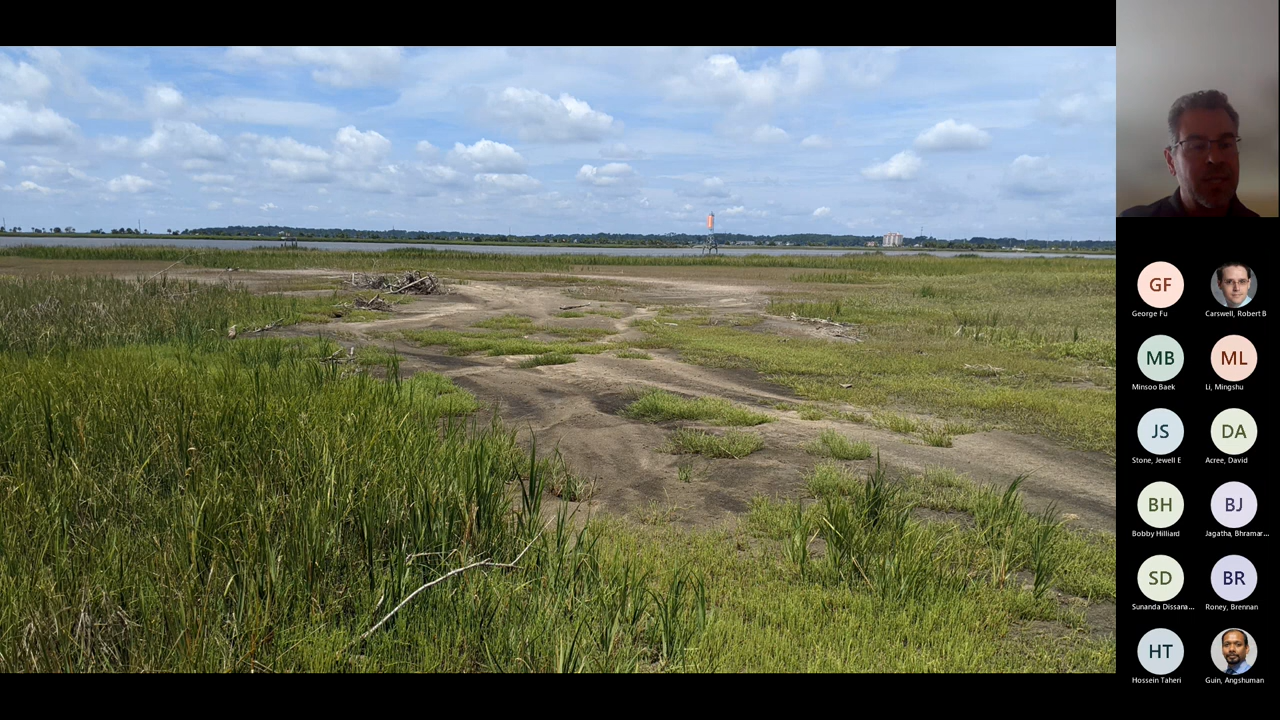 GF
George Fu
Carswell, Robert B
MB
Minsoo Baek
ML
Li, Mingshu
JS
Stone, Jewell E
DA
Acree, David
BH
Bobby Hilliard
BJ
Jagatha, Bhramar...
SD
Sunanda Dissana...
BR
Roney, Brennan
HT
Hossein Taheri
Guin, Angshuman